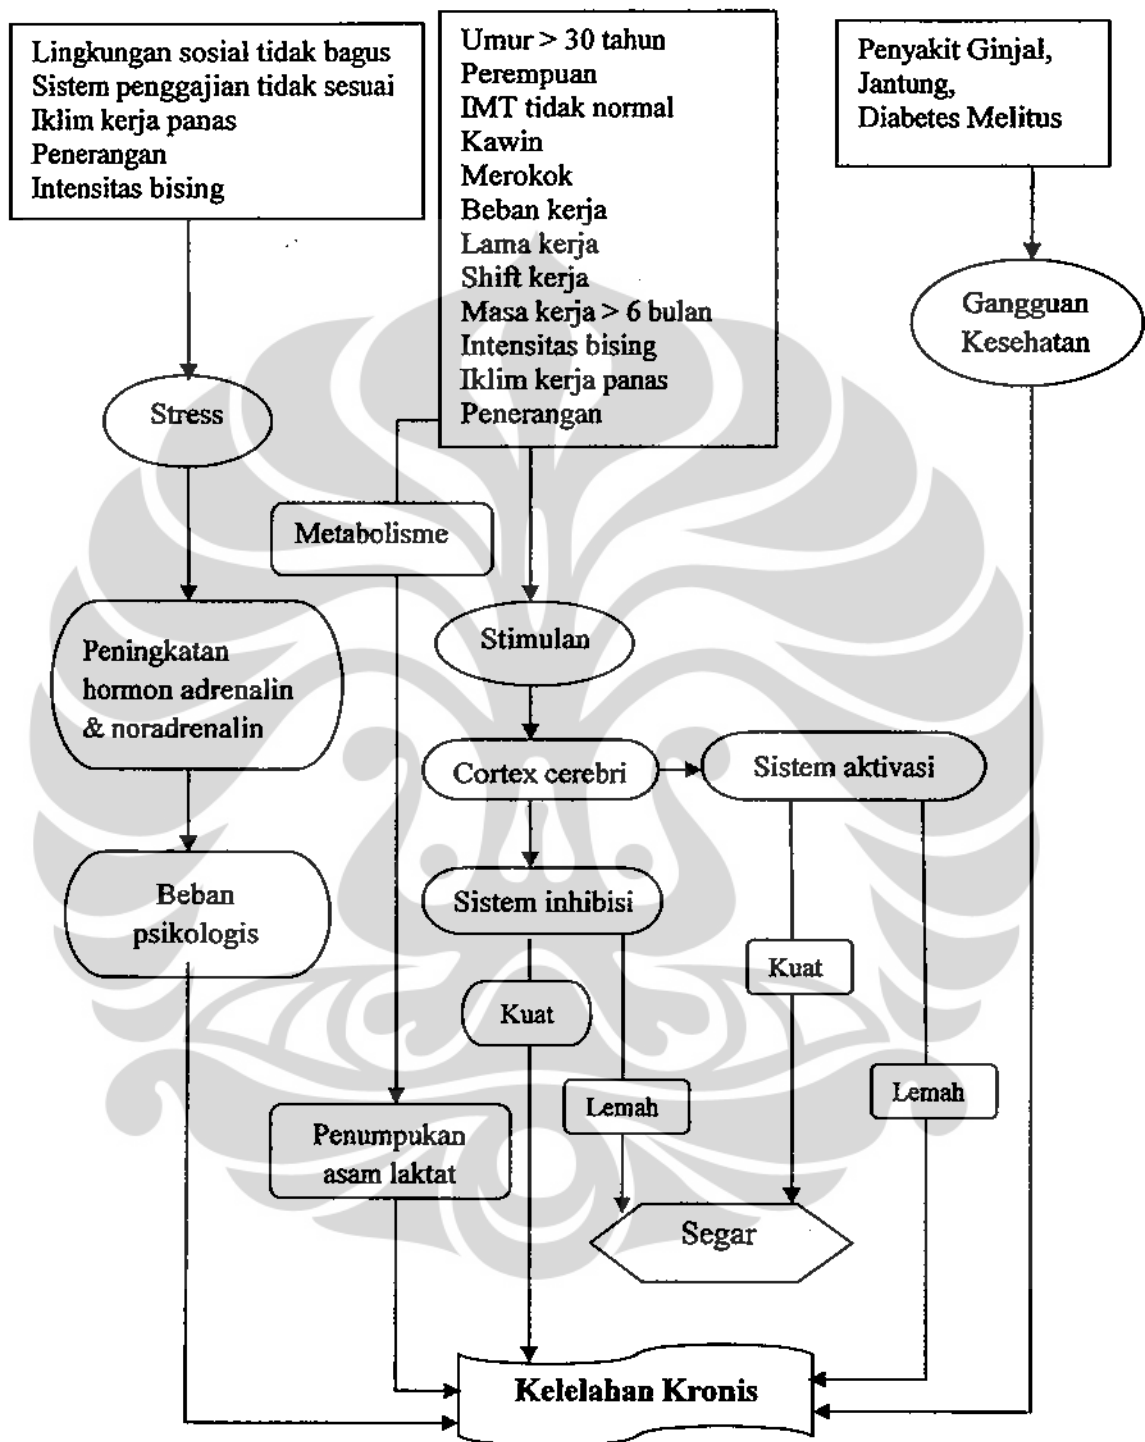 Lingkungan sosial tidak bagus
Sistem penggajian tidak sesuai
Iklim kerja panas
Penerangan
Intensitas bising
Umur > 30 tahun
Perempuan
IMT tidak normal
Kawin
Merokok
Beban kerja
Lama kerja
Shift kerja
Masa kerja > 6 bulan
Intensitas bising
Iklim kerja panas
Penerangan
Penyakit Ginjal,
Jantung,
Diabetes Melitus
Gangguan
Kesehatan
Stress
Metabolisme
Stimulan
Peningkatan
hormon adrenalin
& noradrenalin
Cortex cerebri
Sistem aktivasi
Beban
psikologis
Sistem inhibisi
Kuat
Kuat
Lemah
Lemah
Penumpukan
asam laktat
Segar
Kelelahan Kronis